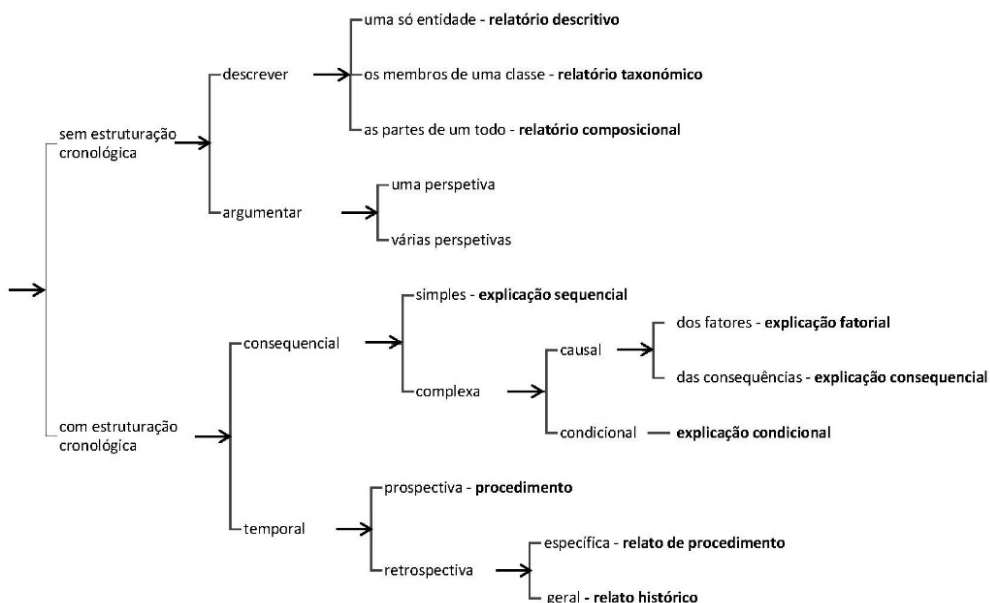 uma só entidade - relatório descritivo
descrever
os membros de uma classe - relatório taxonómico
as partes de um todo - relatório composicional
sem estruturação
cronológica
uma perspetiva
argumentar
várias perspetivas
simples - explicação sequencial
dos fatores - explicação fatorial
consequencial
causal
das consequências - explicação consequencial
complexa
com estruturação
cronológica
condicional
explicação condicional
prospectiva - procedimento
temporal
específica - relato de procedimento
retrospectiva
geral - relato histórico